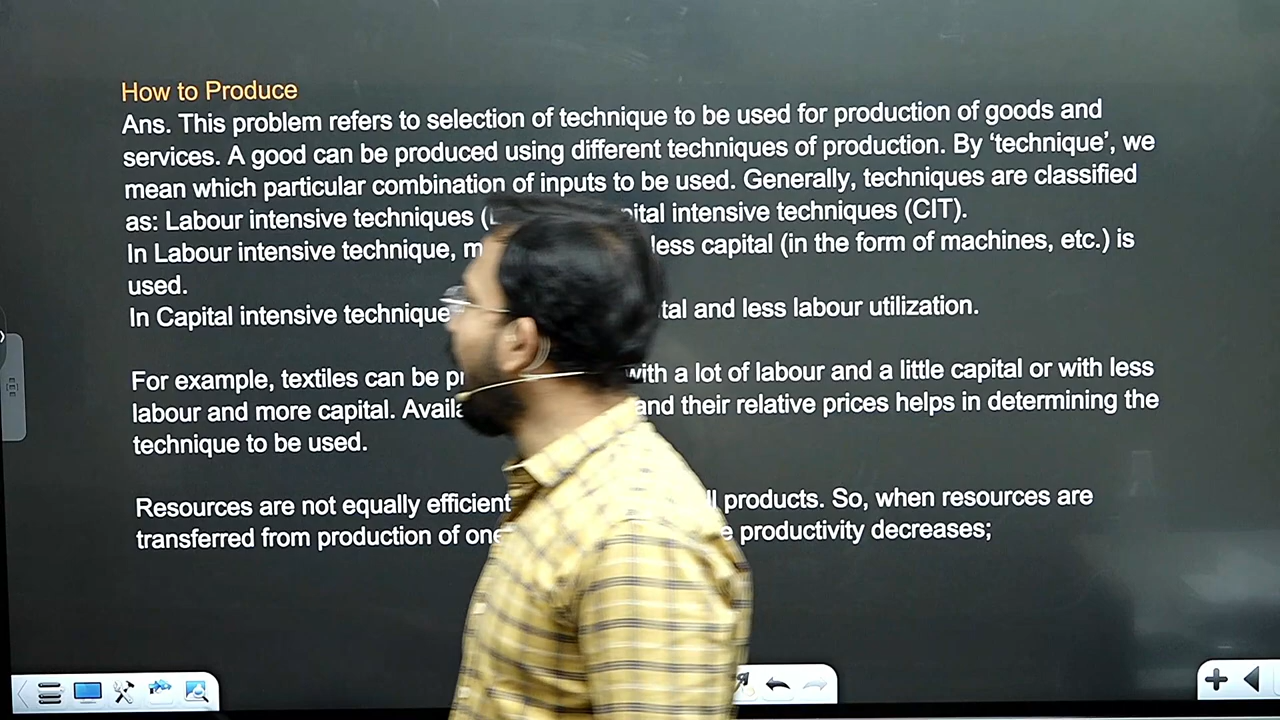 How to Produce
Ans. This problem refers to selection of technique to be used for production of goods and
services. A good can be produced using different techniques of production. By ‘technique’, we
mean which particular combination of inputs to be used. Generally, techniques are classified
as: Labour intensive techniques ( intensive techniques (CIT).
In Labour intensive technique, less capital (in the form of machines, etc.) is
used.
In Capital intensive technique and less labour utilization.
For example, textiles can be with a lot of labour and a little capital or with less
labour and more capital. and their relative prices helps in determining the
technique to be used.
Resources are not equally efficient products. So, when resources are
transferred from production of one productivity decreases;